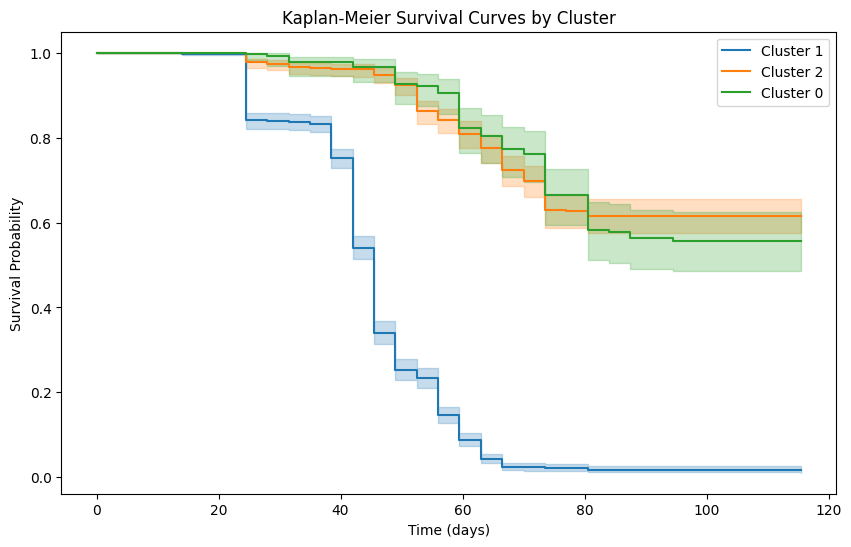 Kaplan-Meier Survival Curves by Cluster
Cluster 1
Cluster 2
Cluster 0
Survival Probability
1.0
0.8
0.6
0.4
0.2
0.0
0 20 40 60 80 100 120
Time (days)